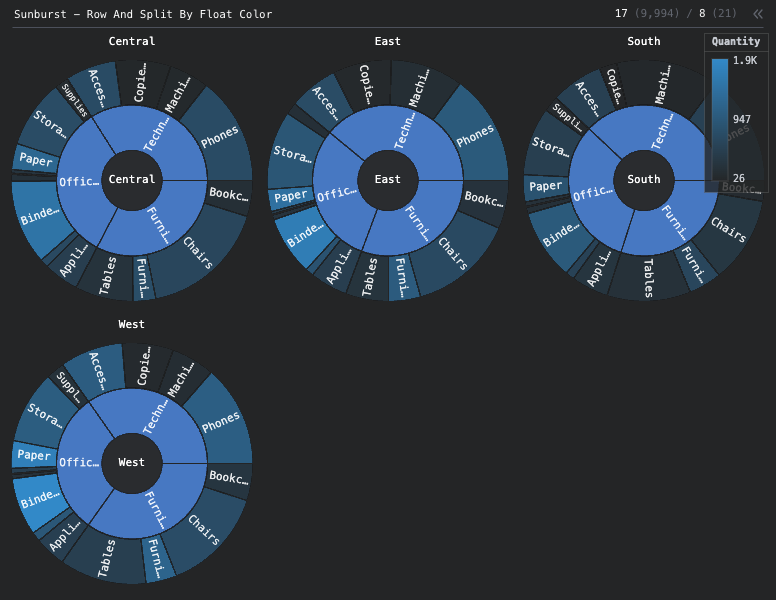 Sunburst – Row And Split By Float Color
17 (9,994) / 8 (21) «
Central
East
South
Quantity
1.9K
947
26
Central
Techn…
Furni…
Offic…
Phones
Machi…
Copie…
Acces…
Supplies
Stora…
Paper
Binde…
Appli…
Tables
Furni…
Chairs
Bookc…
East
Techn…
Furni…
Offic…
Phones
Machi…
Copie…
Acces…
Stora…
Paper
Binde…
Appli…
Tables
Furni…
Chairs
Bookc…
South
Techn…
Furni…
Offic…
Phones
Machi…
Copie…
Acces…
Suppli…
Stora…
Paper
Binde…
Appli…
Tables
Furni…
Chairs
Bookc…
West
West
Techn…
Furni…
Offic…
Phones
Machi…
Copie…
Acces…
Suppl…
Stora…
Paper
Binde…
Appli…
Tables
Furni…
Chairs
Bookc…